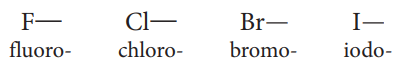 F— Cl— Br— I—
fluoro- chloro- bromo- iodo-